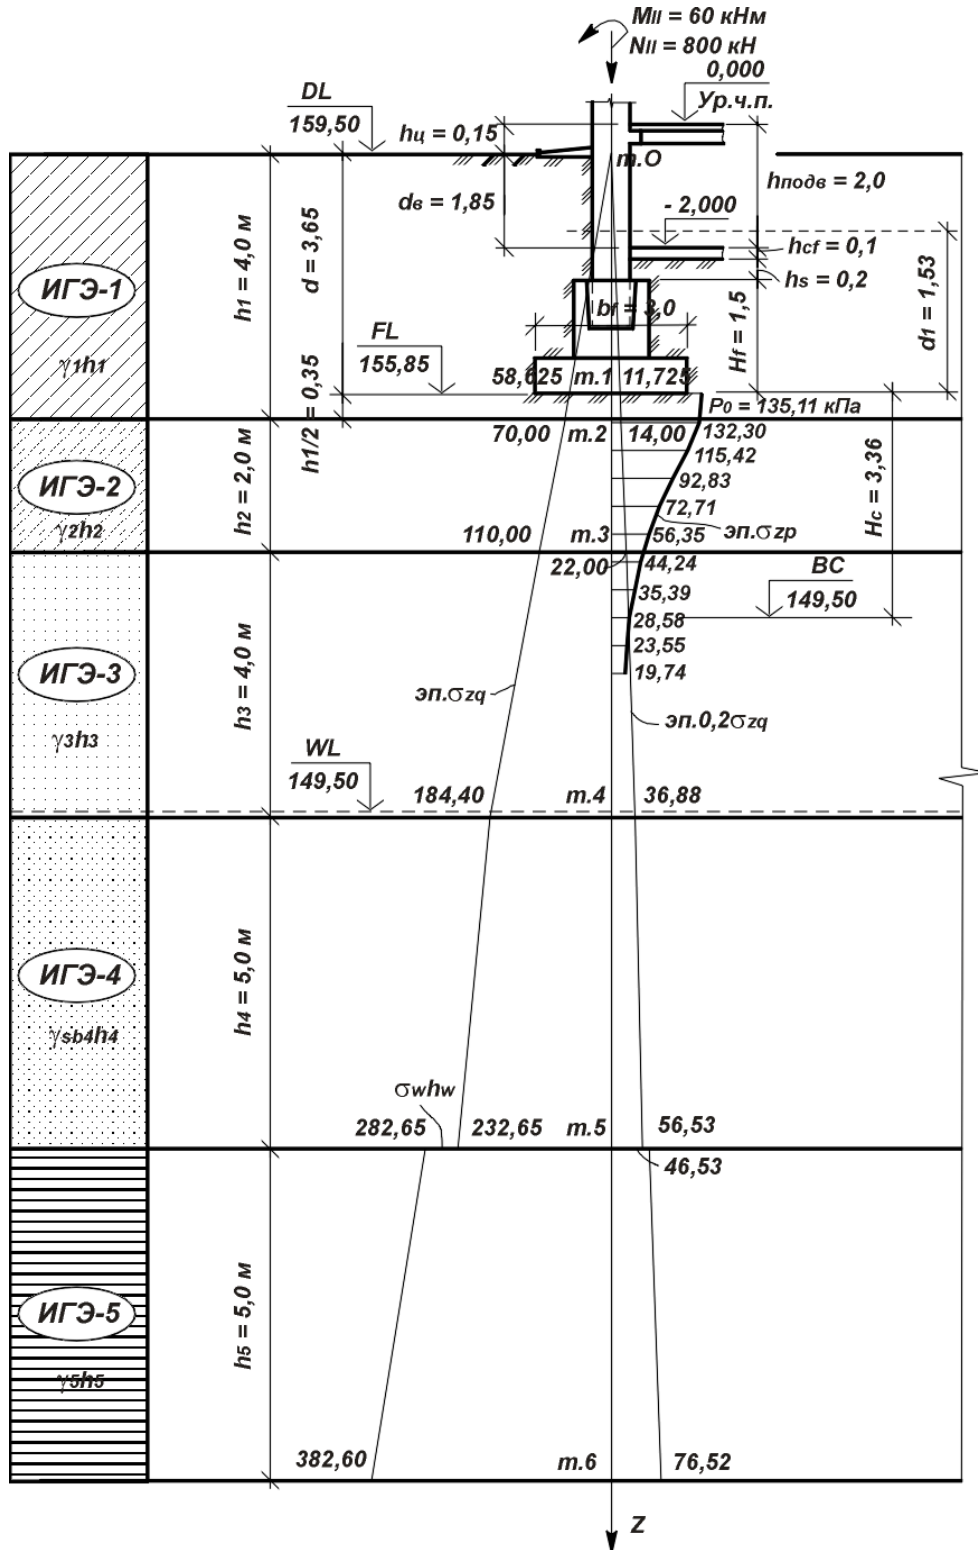 MII = 60 кНм
NII = 800 кН
0,000
Ур.ч.п.
DL
159,50
hц = 0,15
т.О
hподв = 2,0
dв = 1,85
- 2,000
hcf = 0,1
hs = 0,2
h1 = 4,0 м
d = 3,65
d1 = 1,53
ИГЭ-1
bf = 3,0
Hf = 1,5
FL
155,85
γ1h1
58,625 т.1 11,725
h1/2 = 0,35
P0 = 135,11 кПа
70,00 т.2 14,00 132,30
115,42
ИГЭ-2
h2 = 2,0 м
92,83
Hc = 3,36
72,71
γ2h2
эп.σzp
110,00 т.3 56,35
22,00 44,24
BC
149,50
35,39
28,58
23,55
19,74
ИГЭ-3
h3 = 4,0 м
эп.σzq
эп.0,2σzq
γ3h3
WL
149,50
184,40 т.4 36,88
ИГЭ-4
h4 = 5,0 м
γsb4h4
σwhw
282,65 232,65 т.5 56,53
46,53
ИГЭ-5
h5 = 5,0 м
γ5h5
382,60 т.6 76,52
Z